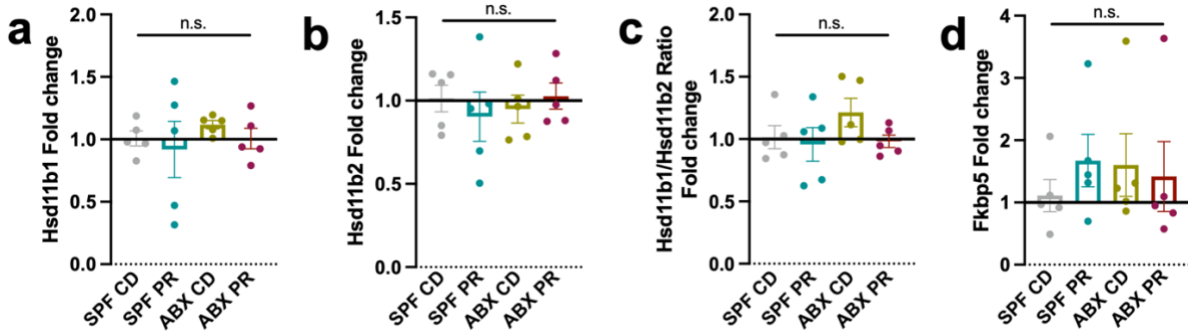 a
Hsd11b1 Fold change
2.0
1.5
1.0
0.5
0.0
n.s.
SPF CD
SPF PR
ABX CD
ABX PR
b
Hsd11b2 Fold change
1.5
1.0
0.5
0.0
n.s.
SPF CD
SPF PR
ABX CD
ABX PR
c
Hsd11b1/Hsd11b2 Ratio
Fold change
2.0
1.5
1.0
0.5
0.0
n.s.
SPF CD
SPF PR
ABX CD
ABX PR
d
Fkbp5 Fold change
4
3
2
1
0
n.s.
SPF CD
SPF PR
ABX CD
ABX PR